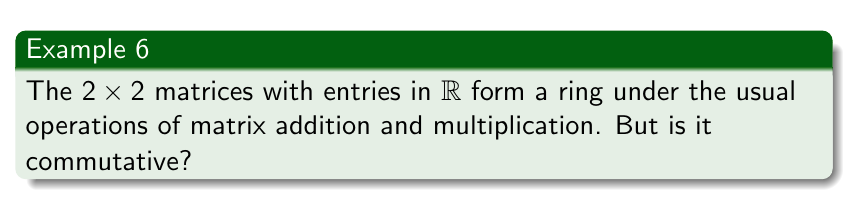 Example 6
The 2 × 2 matrices with entries in ℝ form a ring under the usual
operations of matrix addition and multiplication. But is it
commutative?